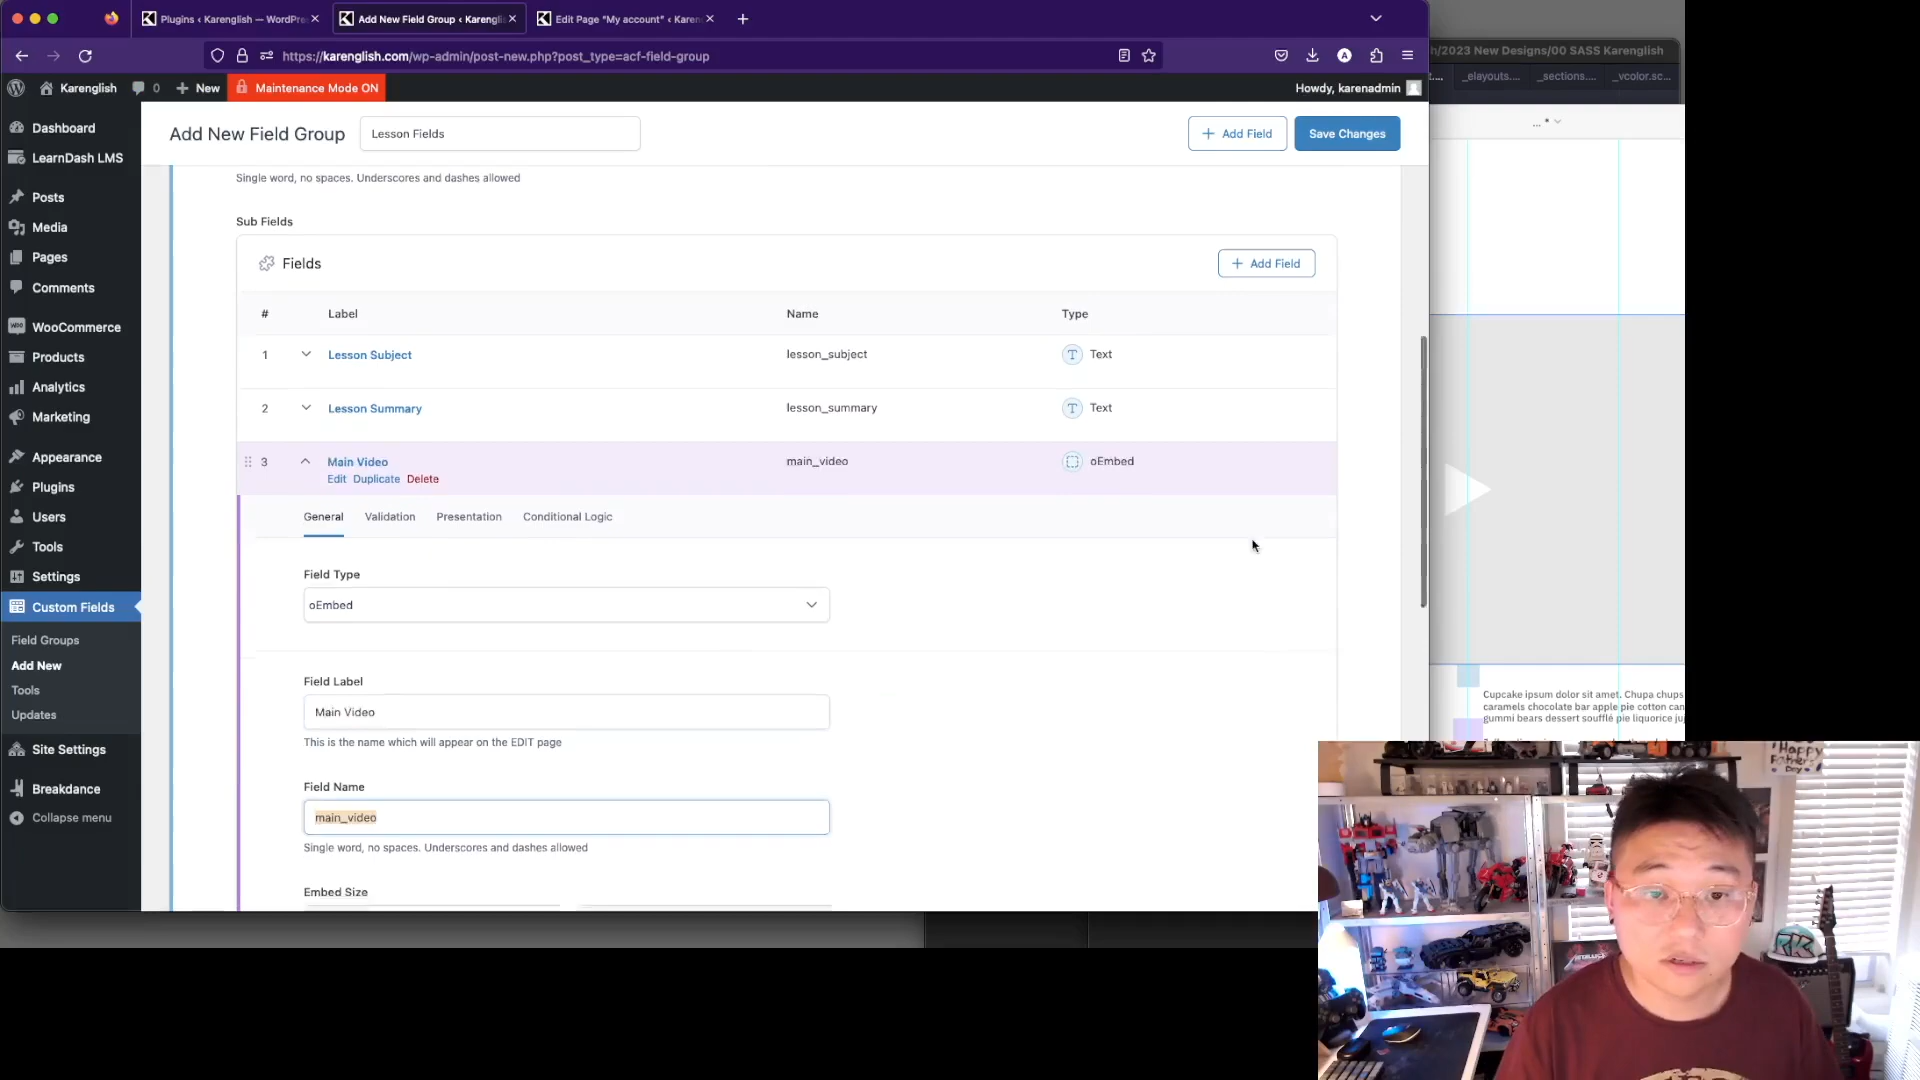 Plugins ‹ Karenglish — WordPre
Add New Field Group ‹ Karengli
Edit Page "My account" ‹ Karen
https://karenglish.com/wp-admin/post-new.php?post_type=acf-field-group
h/2023 New Designs/00 SASS Karenglish
_elayouts....
_sections....
_vcolor.sc...
Karenglish
0
New
Maintenance Mode ON
Howdy, karenadmin
Dashboard
LearnDash LMS
Posts
Media
Pages
Comments
WooCommerce
Products
Analytics
Marketing
Appearance
Plugins
Users
Tools
Settings
Custom Fields
Field Groups
Add New
Tools
Updates
Site Settings
Breakdance
Collapse menu
Add New Field Group
Lesson Fields
+ Add Field
Save Changes
Single word, no spaces. Underscores and dashes allowed
Sub Fields
Fields
+ Add Field
# Label Name Type
1 Lesson Subject lesson_subject T Text
2 Lesson Summary lesson_summary T Text
3 Main Video main_video oEmbed
Edit Duplicate Delete
General Validation Presentation Conditional Logic
Field Type
oEmbed
Field Label
Main Video
This is the name which will appear on the EDIT page
Field Name
main_video
Single word, no spaces. Underscores and dashes allowed
Embed Size
Cupcake ipsum dolor sit amet. Chupa chups
caramels chocolate bar apple pie cotton can
gummi bears dessert soufflé pie liquorice ju
Happy
Father's
Day